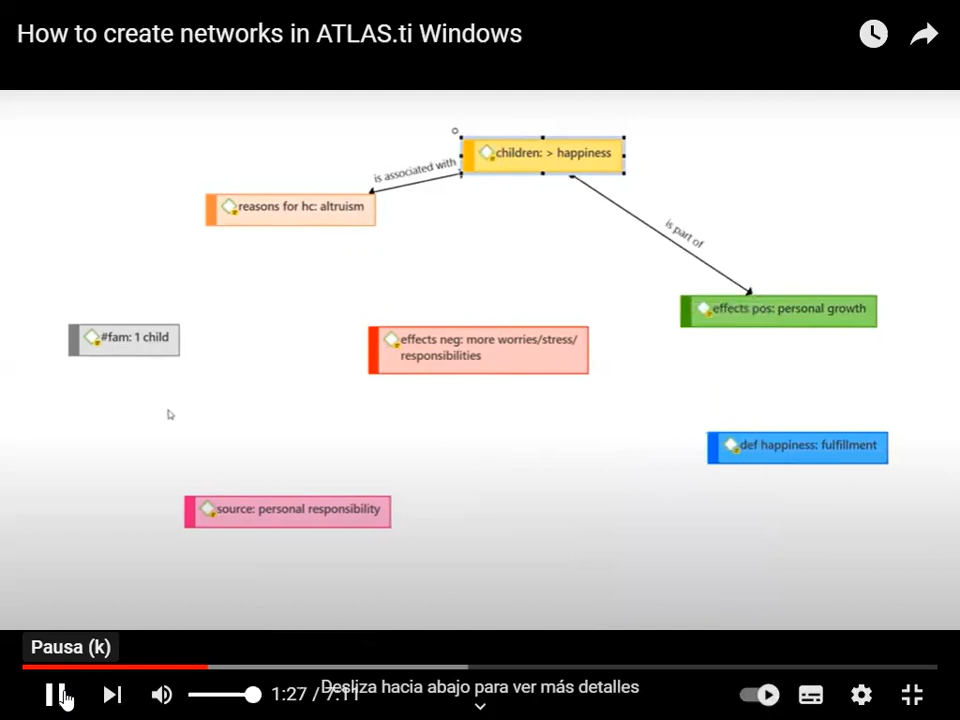 How to create networks in ATLAS.ti Windows
children: > happiness
is associated with
reasons for hc: altruism
is part of
effects pos: personal growth
#fam: 1 child
effects neg: more worries/stress/
responsibilities
def happiness: fulfillment
source: personal responsibility
Pausa (k)
1:27 / 7:11
Desliza hacia abajo para ver más detalles